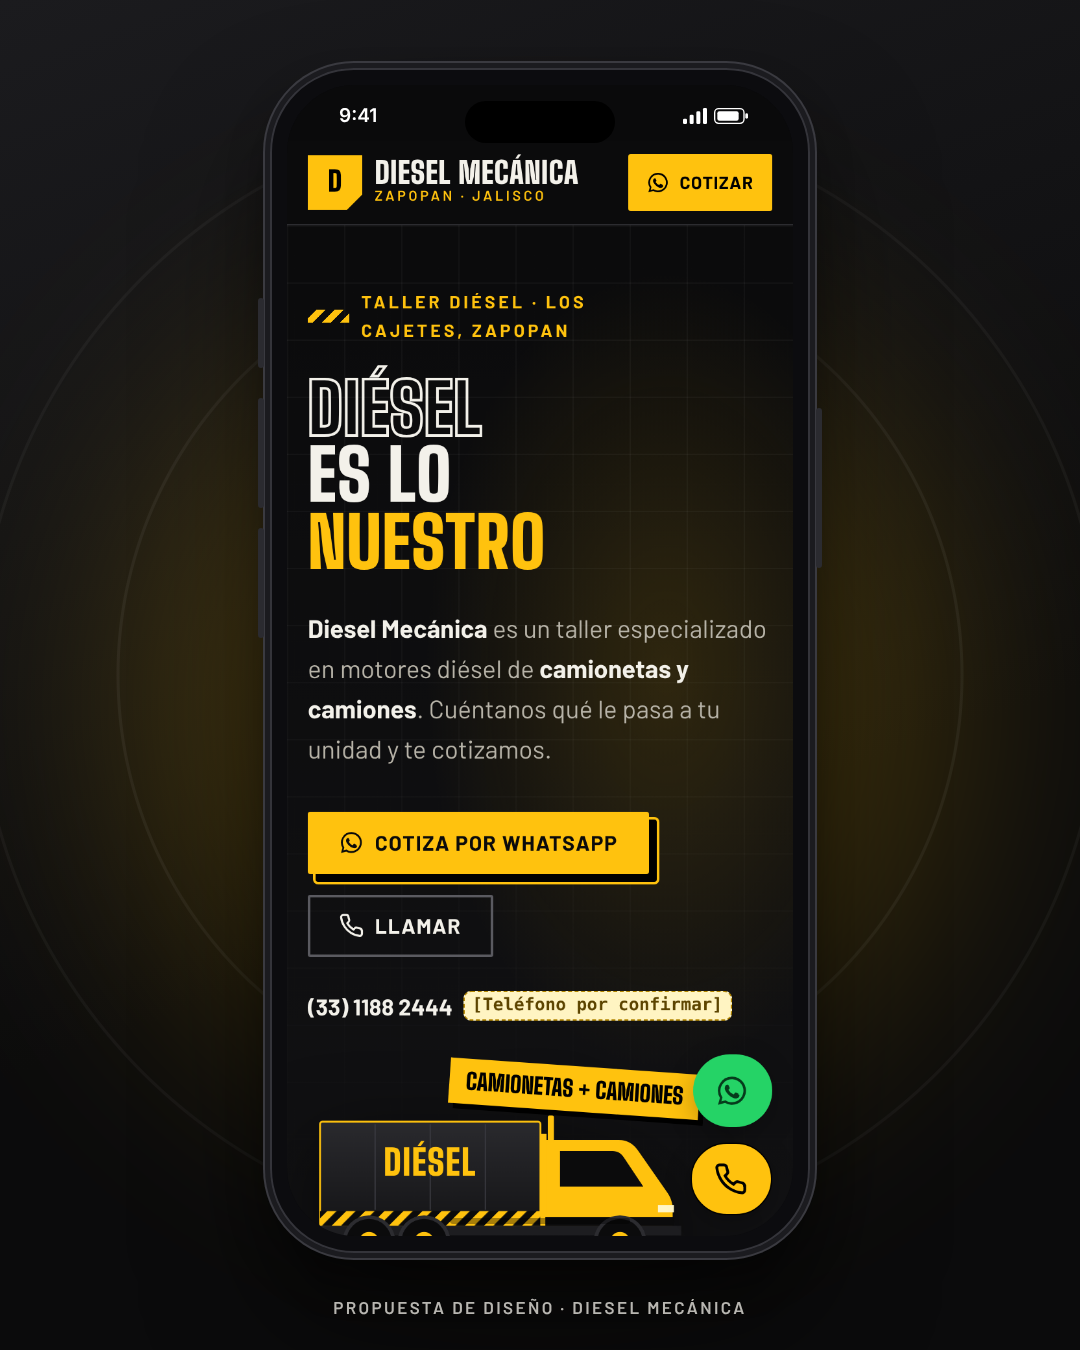 9:41
D
DIESEL MECÁNICA
ZAPOPAN · JALISCO
COTIZAR
TALLER DIÉSEL · LOS
CAJETES, ZAPOPAN
DIÉSEL
ES LO
NUESTRO
Diesel Mecánica es un taller especializado
en motores diésel de camionetas y
camiones. Cuéntanos qué le pasa a tu
unidad y te cotizamos.
COTIZA POR WHATSAPP
LLAMAR
(33) 1188 2444 [Teléfono por confirmar]
CAMIONETAS + CAMIONES
DIÉSEL
PROPUESTA DE DISEÑO · DIESEL MECÁNICA